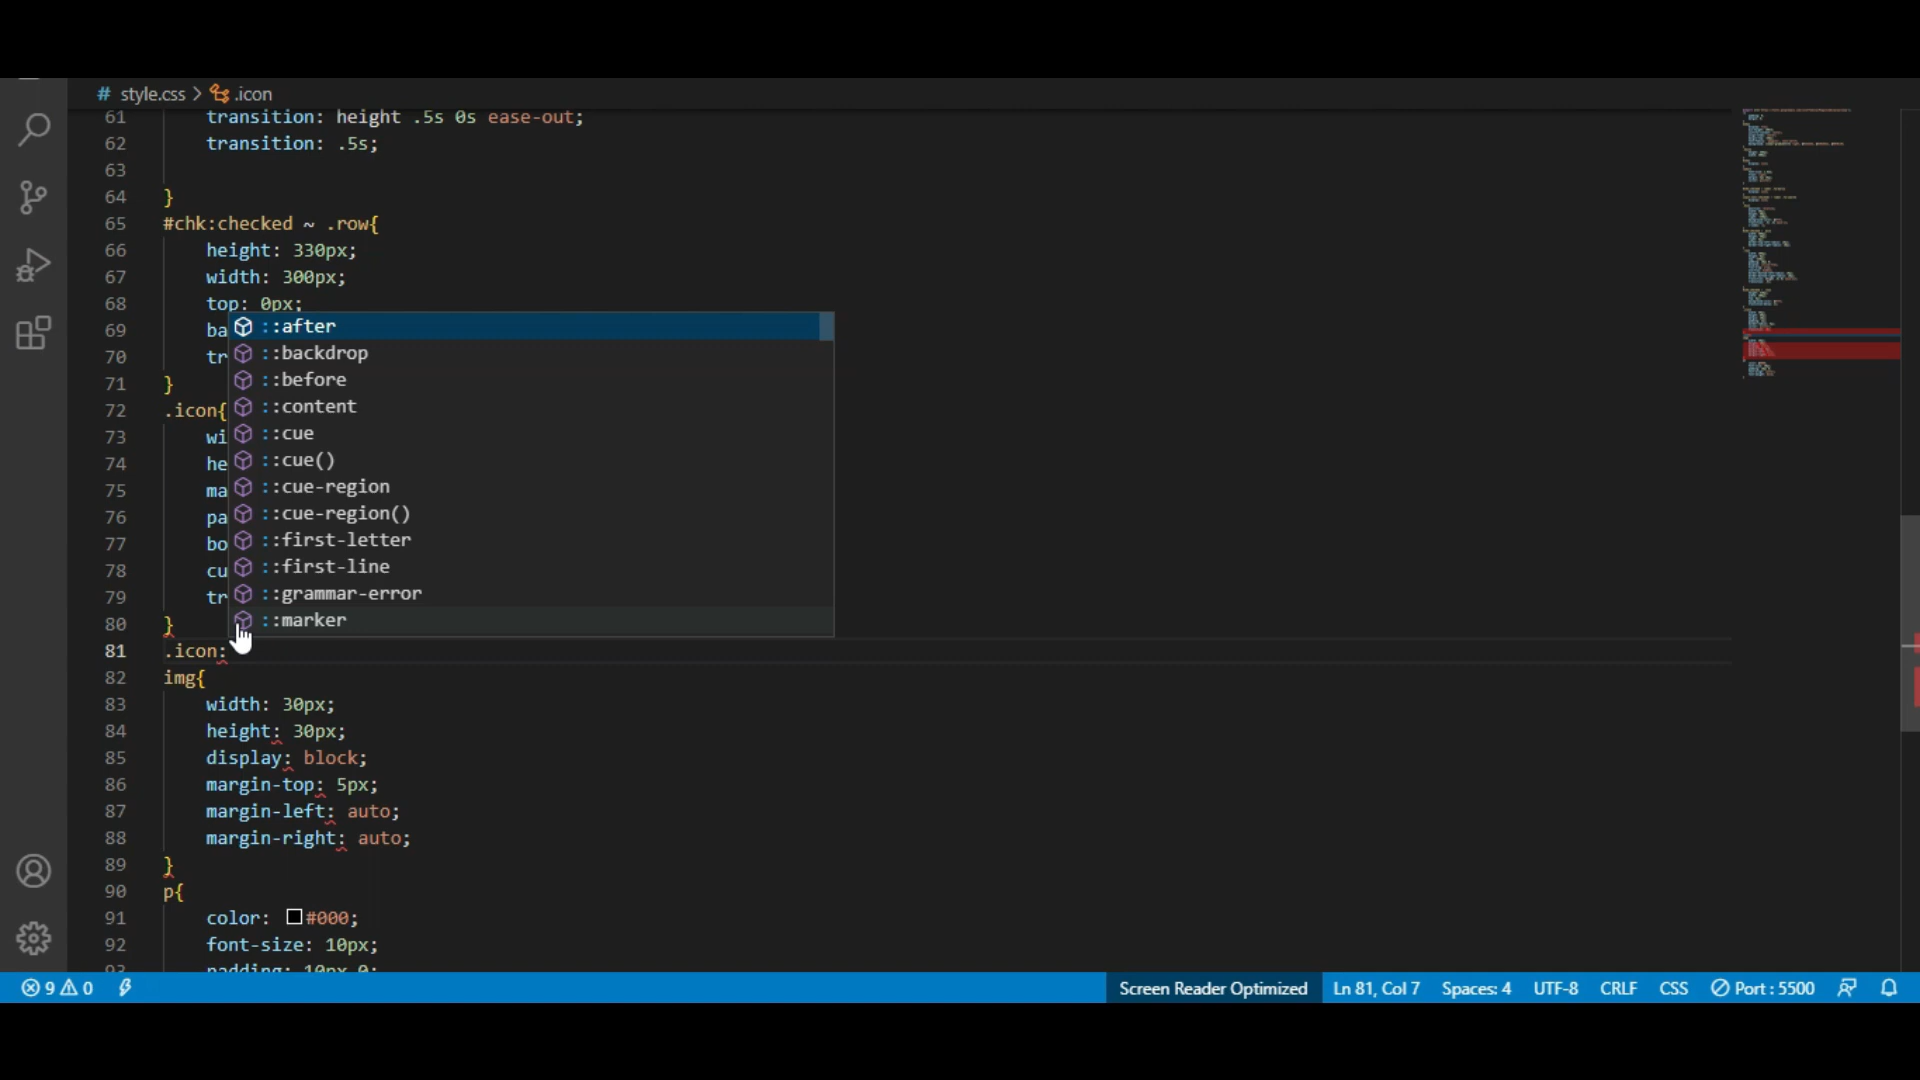 # style.css > .icon
61 transition: height .5s 0s ease-out;
62 transition: .5s;
63
64 }
65 #chk:checked ~ .row{
66 height: 330px;
67 width: 300px;
68 top: 0px;
69 ba ::after
70 tr ::backdrop
71 } ::before
72 .icon{ ::content
73 wi ::cue
74 he ::cue()
75 ma ::cue-region
76 pa ::cue-region()
77 bo ::first-letter
78 cu ::first-line
79 tr ::grammar-error
80 } ::marker
81 .icon:
82 img{
83 width: 30px;
84 height: 30px;
85 display: block;
86 margin-top: 5px;
87 margin-left: auto;
88 margin-right: auto;
89 }
90 p{
91 color: #000;
92 font-size: 10px;
93 padding: 10px 0;
9 0 Screen Reader Optimized Ln 81, Col 7 Spaces: 4 UTF-8 CRLF CSS Port : 5500